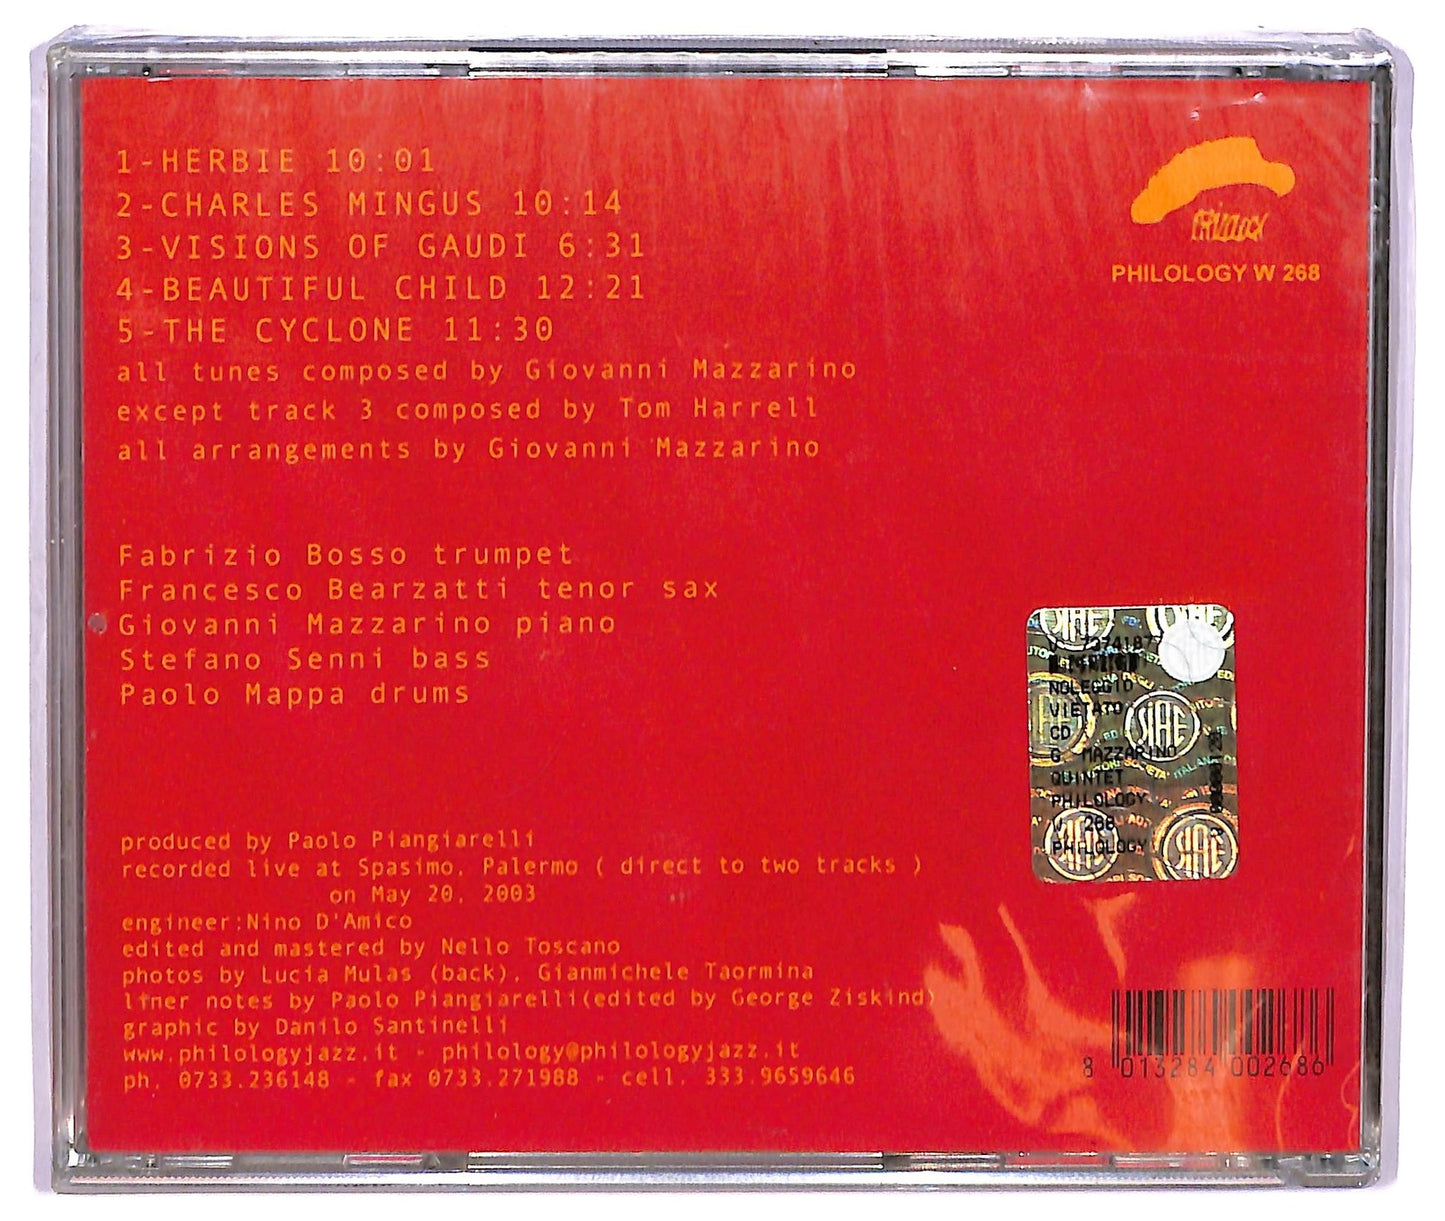 1-HERBIE 10:01
2-CHARLES MINGUS 10:14
3-VISIONS OF GAUDI 6:31
4-BEAUTIFUL CHILD 12:21
5-THE CYCLONE 11:30
all tunes composed by Giovanni Mazzarino
except track 3 composed by Tom Harrell
all arrangements by Giovanni Mazzarino
PHILOLOGY W 268
Fabrizio Bosso trumpet
Francesco Bearzatti tenor sax
Giovanni Mazzarino piano
Stefano Senni bass
Paolo Mappa drums
NOLEGGIO
VIETATO
CD
G. MAZZARINO
QUINTET
PHILOLOGY
W 268
PHILOLOGY
SIAE
produced by Paolo Piangiarelli
recorded live at Spasimo, Palermo ( direct to two tracks )
on May 20, 2003
engineer:Nino D'Amico
edited and mastered by Nello Toscano
photos by Lucia Mulas (back), Gianmichele Taormina
liner notes by Paolo Piangiarelli(edited by George Ziskind)
graphic by Danilo Santinelli
www.philologyjazz.it - philology@philologyjazz.it
ph. 0733.236148 - fax 0733.271988 - cell. 333.9659646
8 013284 002686